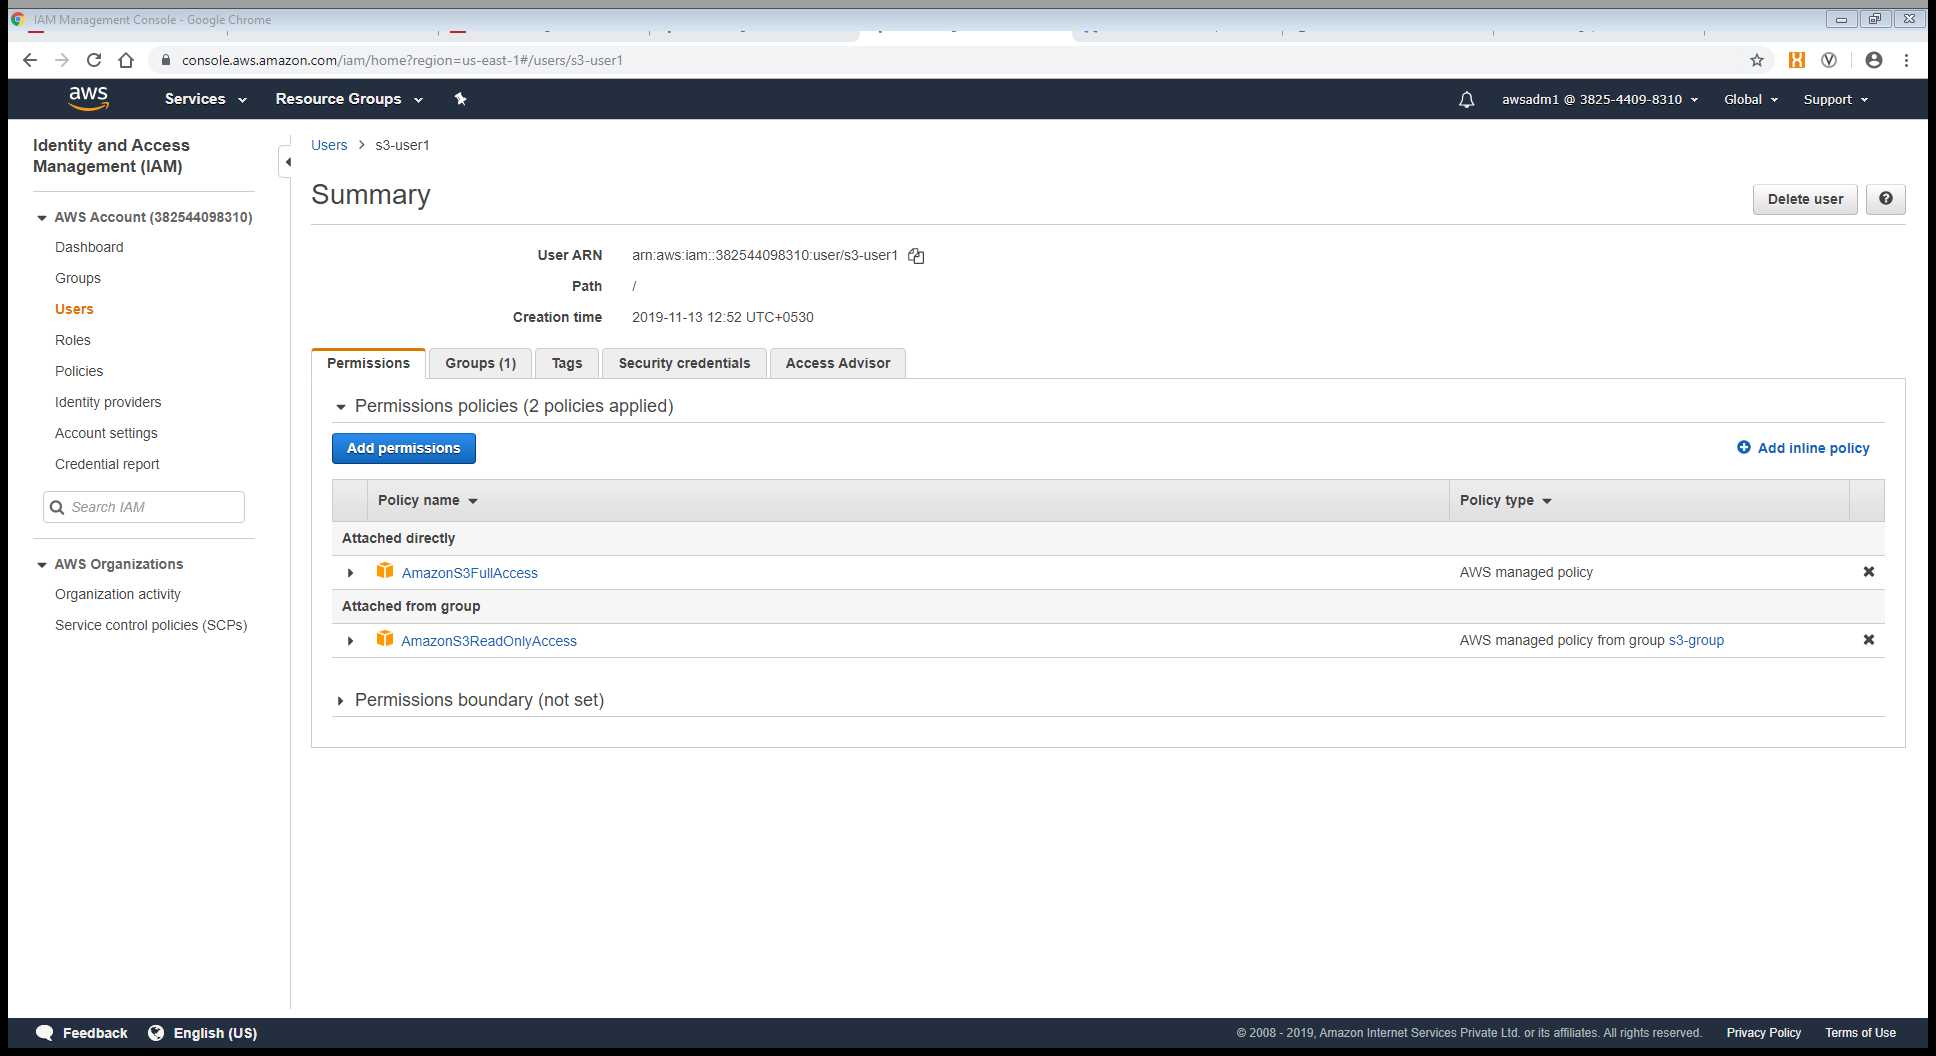 IAM Management Console - Google Chrome
console.aws.amazon.com/iam/home?region=us-east-1#/users/s3-user1
aws Services Resource Groups awsadm1 @ 3825-4409-8310 Global Support
Identity and Access
Management (IAM)
AWS Account (382544098310)
Dashboard
Groups
Users
Roles
Policies
Identity providers
Account settings
Credential report
Search IAM
AWS Organizations
Organization activity
Service control policies (SCPs)
Users > s3-user1
Summary
Delete user
User ARN arn:aws:iam::382544098310:user/s3-user1
Path /
Creation time 2019-11-13 12:52 UTC+0530
Permissions Groups (1) Tags Security credentials Access Advisor
Permissions policies (2 policies applied)
Add permissions Add inline policy
Policy name Policy type
Attached directly
AmazonS3FullAccess AWS managed policy
Attached from group
AmazonS3ReadOnlyAccess AWS managed policy from group s3-group
Permissions boundary (not set)
Feedback English (US) © 2008 - 2019, Amazon Internet Services Private Ltd. or its affiliates. All rights reserved. Privacy Policy Terms of Use